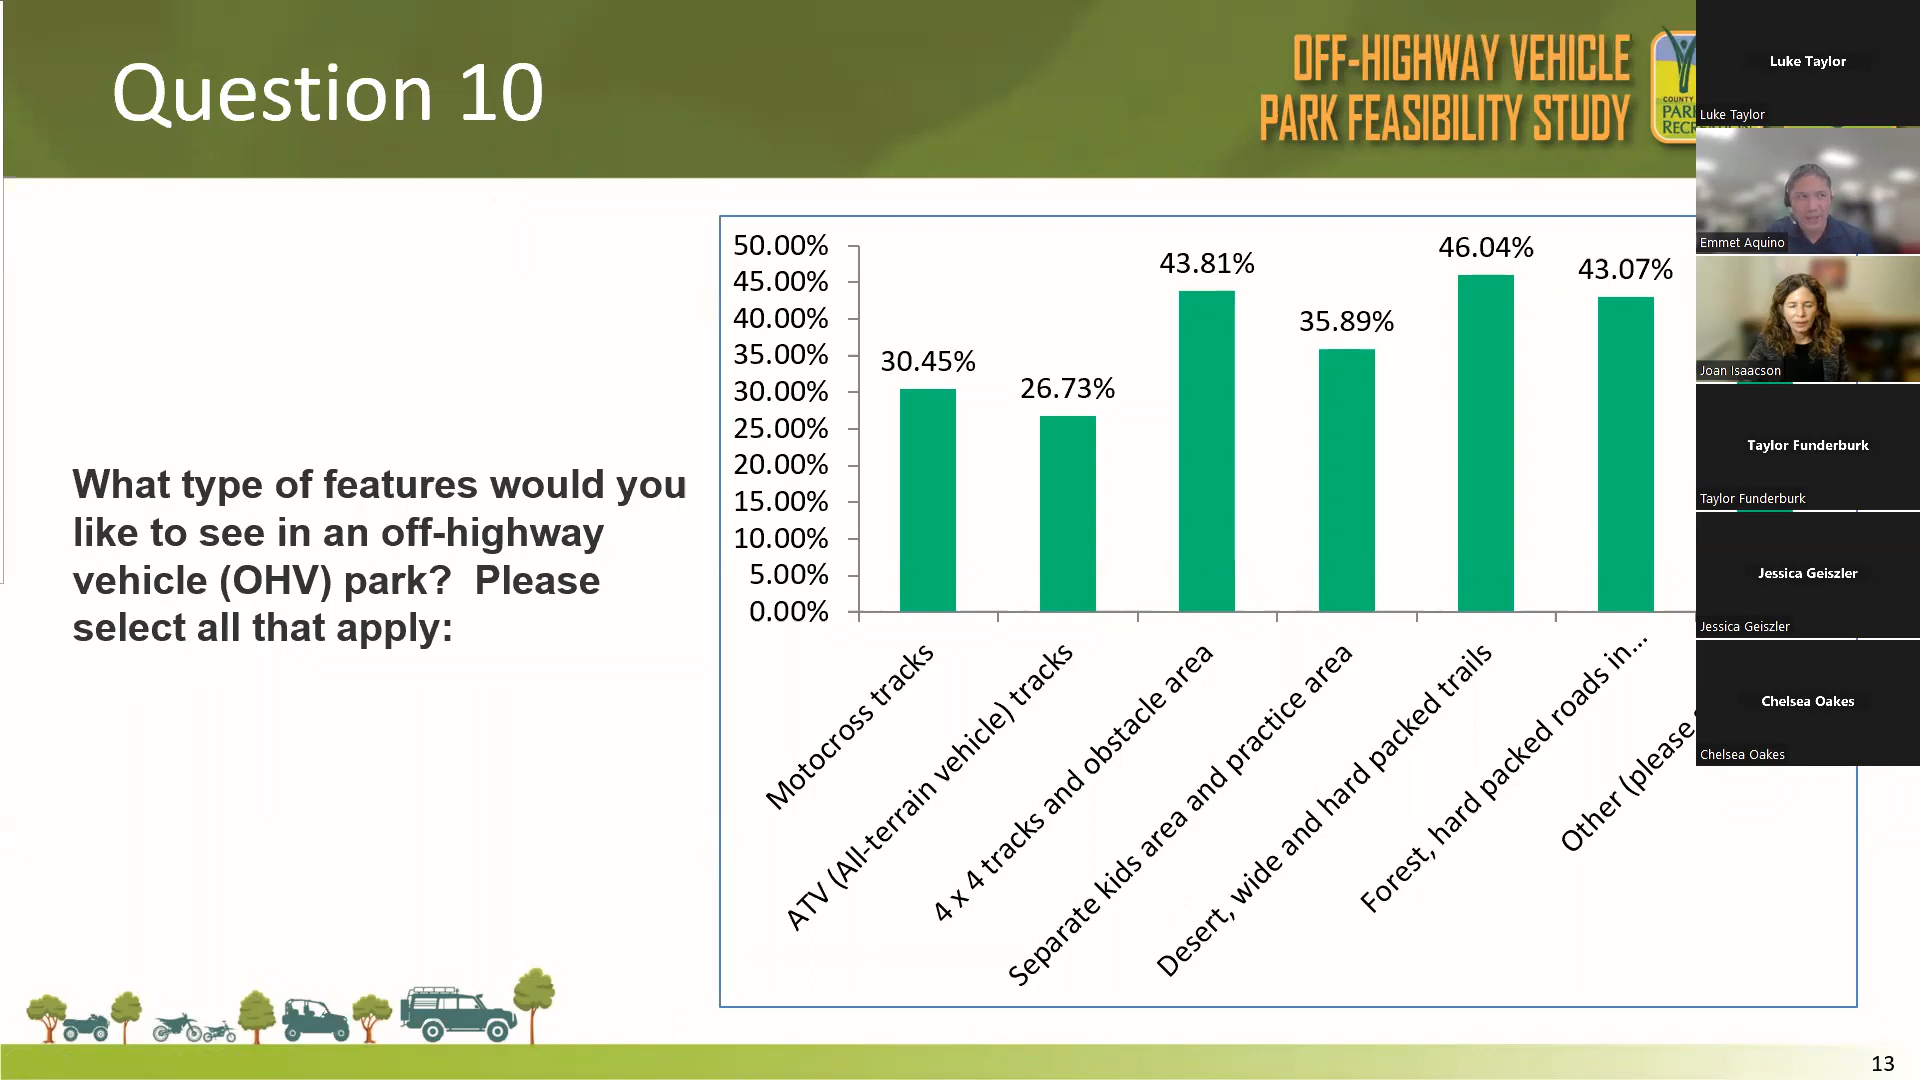 Question 10
OFF-HIGHWAY VEHICLE
PARK FEASIBILITY STUDY
COUNTY
What type of features would you
like to see in an off-highway
vehicle (OHV) park?  Please
select all that apply:
50.00%
45.00%
40.00%
35.00%
30.00%
25.00%
20.00%
15.00%
10.00%
5.00%
0.00%
30.45%
26.73%
43.81%
35.89%
46.04%
43.07%
Motocross tracks
ATV (All-terrain vehicle) tracks
4 x 4 tracks and obstacle area
Separate kids area and practice area
Desert, wide and hard packed trails
Forest, hard packed roads in...
Other (please
Luke Taylor
Luke Taylor
Emmet Aquino
Joan Isaacson
Taylor Funderburk
Taylor Funderburk
Jessica Geiszler
Jessica Geiszler
Chelsea Oakes
Chelsea Oakes
13